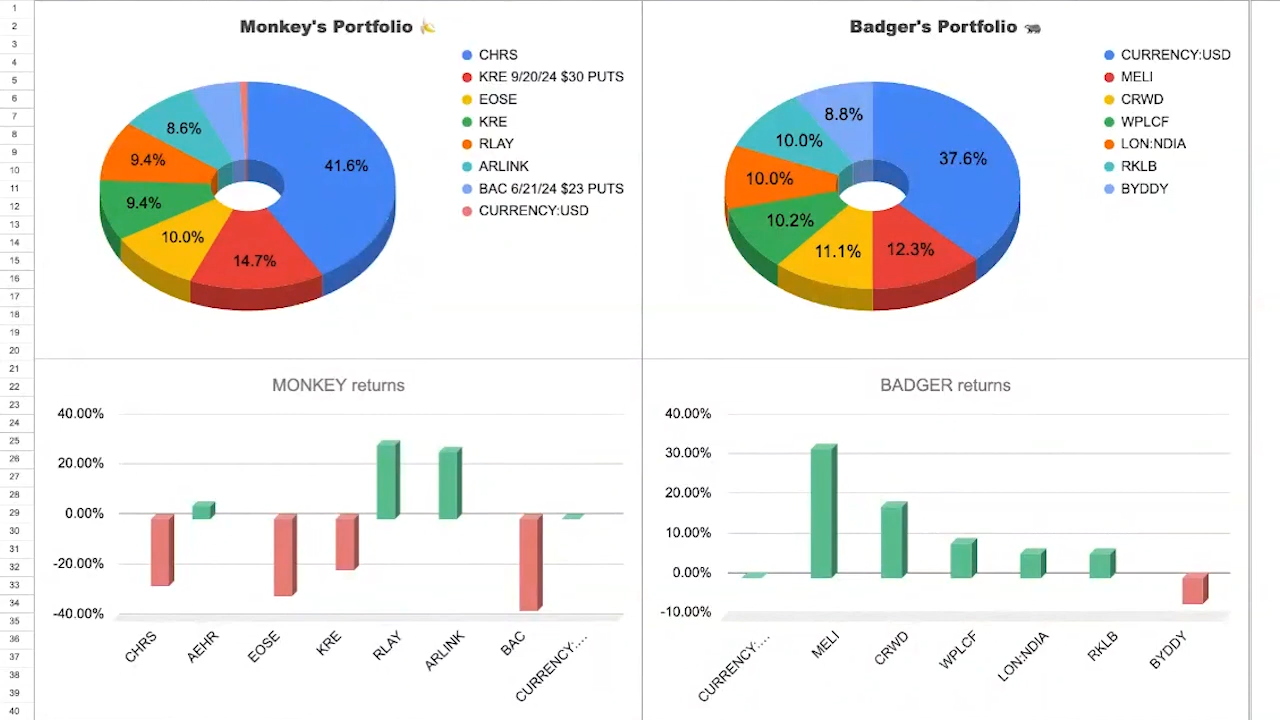 1
2
3
4
5
6
7
8
9
10
11
12
13
14
15
16
17
18
19
20
21
22
23
24
25
26
27
28
29
30
31
32
33
34
35
36
37
38
39
40
Monkey's Portfolio 🍌
CHRS
KRE 9/20/24 $30 PUTS
EOSE
KRE
RLAY
ARLINK
BAC 6/21/24 $23 PUTS
CURRENCY:USD
8.6%
9.4%
41.6%
9.4%
10.0%
14.7%
Badger's Portfolio 🦡
CURRENCY:USD
MELI
CRWD
WPLCF
LON:NDIA
RKLB
BYDDY
8.8%
10.0%
37.6%
10.0%
10.2%
11.1%
12.3%
MONKEY returns
40.00%
20.00%
0.00%
-20.00%
-40.00%
CHRS
AEHR
EOSE
KRE
RLAY
ARLINK
BAC
CURRENCY:...
BADGER returns
40.00%
30.00%
20.00%
10.00%
0.00%
-10.00%
CURRENCY:...
MELI
CRWD
WPLCF
LON:NDIA
RKLB
BYDDY